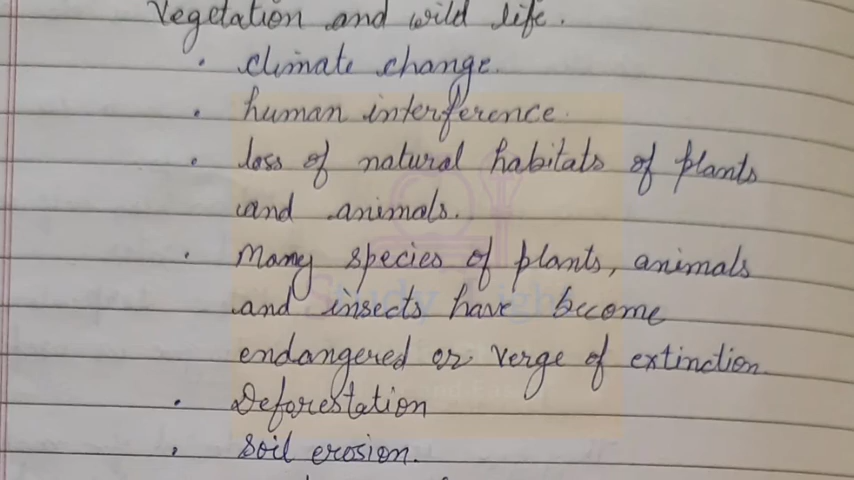 Vegetation and wild life.
• climate change.
• human interference.
• loss of natural habitats of plants
and animals.
• Many species of plants, animals
and insects have become
endangered or verge of extinction.
• Deforestation
• Soil erosion.